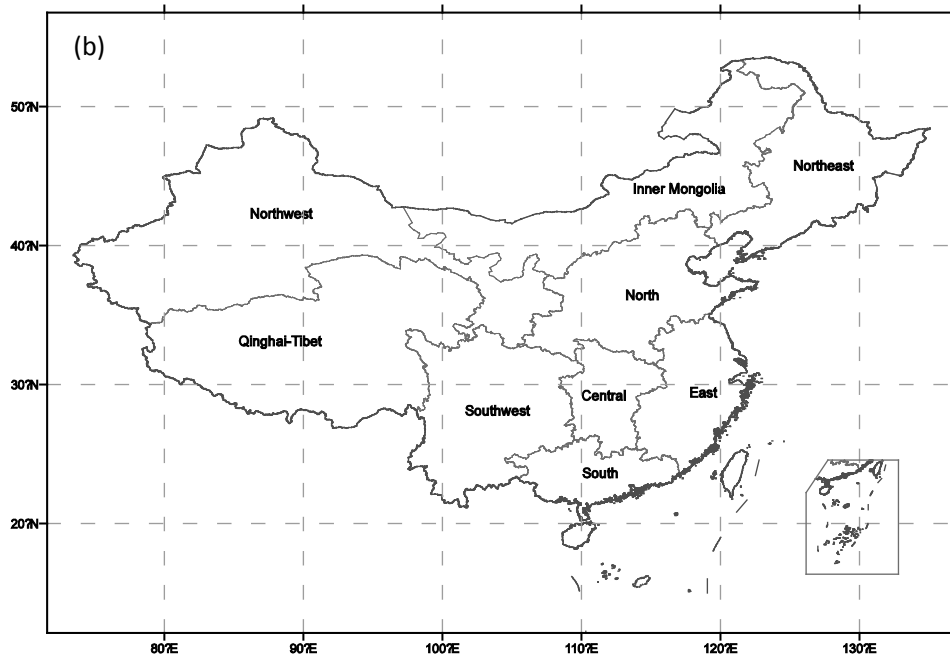 (b)
50?N
Northeast
Inner Mongolia
Northwest
40?N
North
Qinghai-Tibet
30?N
Central
East
Southwest
South
20?N
80?E 90?E 100?E 110?E 120?E 130?E